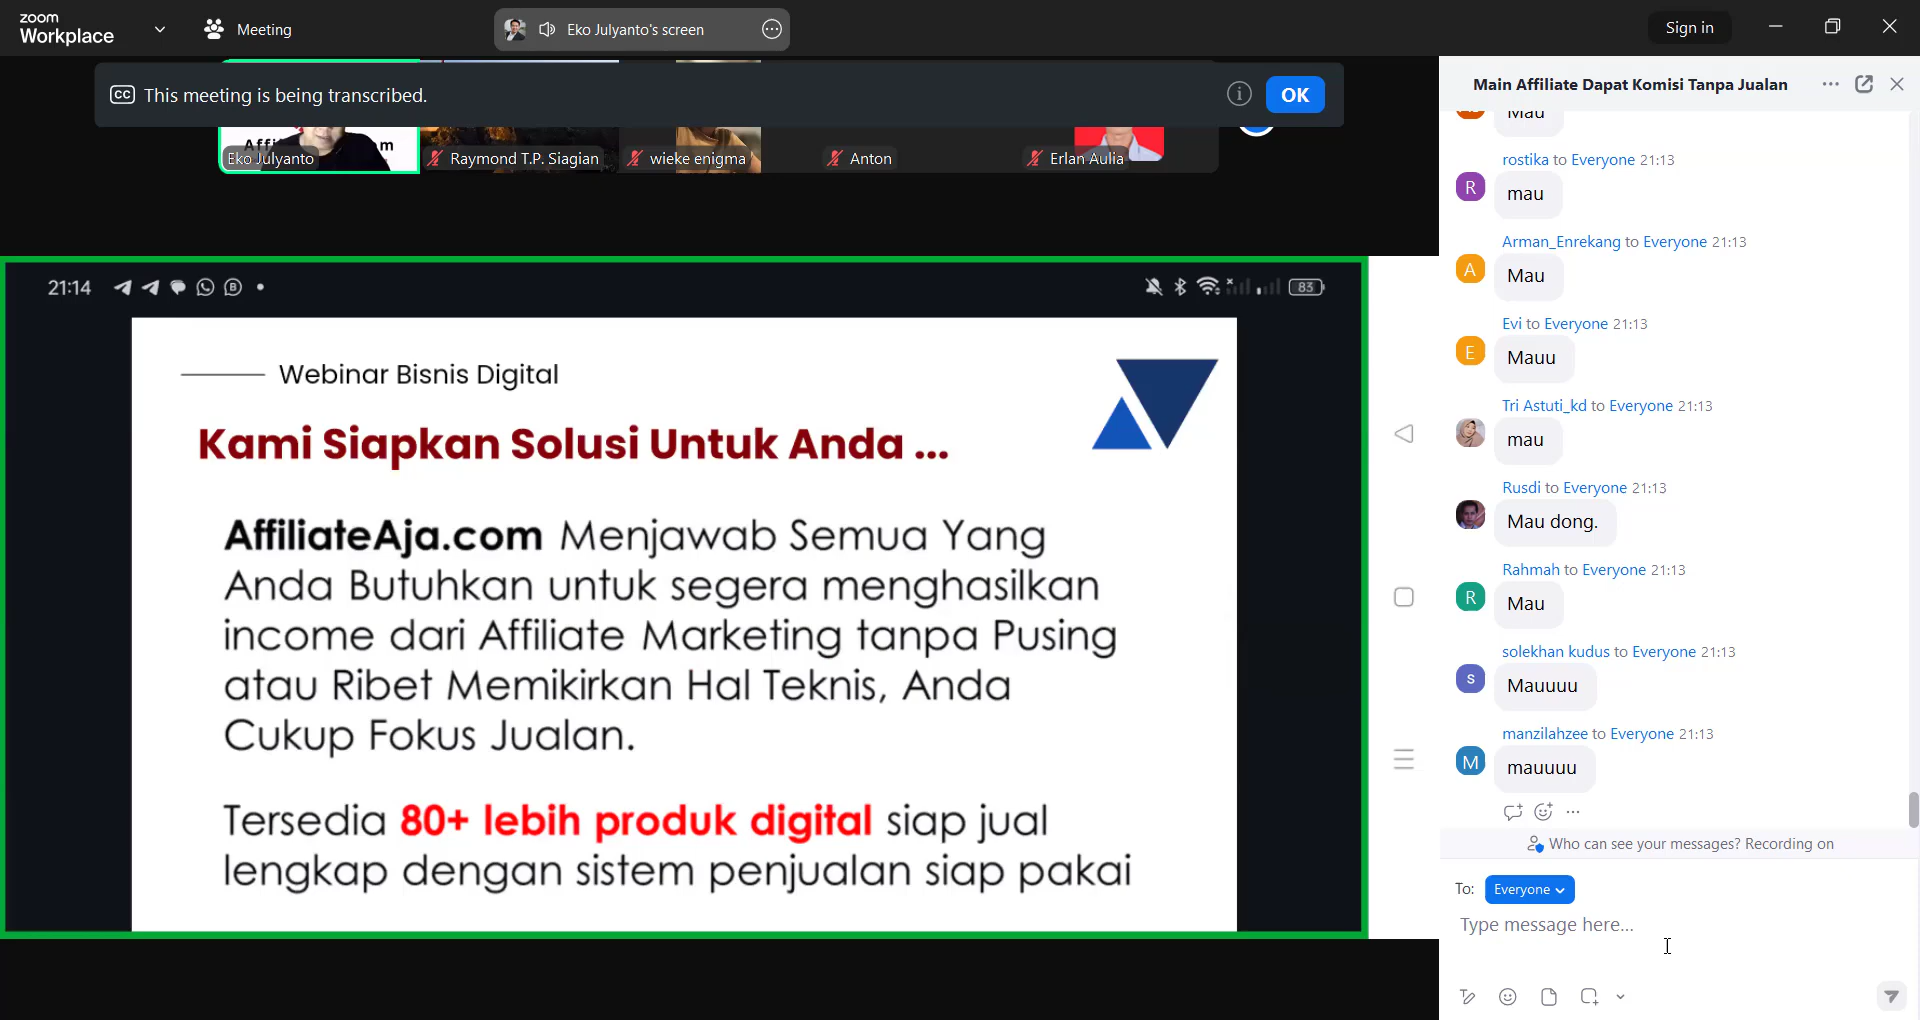 zoom
Workplace
Meeting
Eko Julyanto's screen
Sign in
CC This meeting is being transcribed.
OK
Eko Julyanto
Raymond T.P. Siagian
wieke enigma
Anton
Erlan Aulia
21:14
83
Webinar Bisnis Digital
Kami Siapkan Solusi Untuk Anda ...
AffiliateAja.com Menjawab Semua Yang
Anda Butuhkan untuk segera menghasilkan
income dari Affiliate Marketing tanpa Pusing
atau Ribet Memikirkan Hal Teknis, Anda
Cukup Fokus Jualan.
Tersedia 80+ lebih produk digital siap jual
lengkap dengan sistem penjualan siap pakai
Main Affiliate Dapat Komisi Tanpa Jualan
Mau
rostika to Everyone 21:13
R
mau
Arman_Enrekang to Everyone 21:13
A
Mau
Evi to Everyone 21:13
E
Mauu
Tri Astuti_kd to Everyone 21:13
mau
Rusdi to Everyone 21:13
Mau dong.
Rahmah to Everyone 21:13
R
Mau
solekhan kudus to Everyone 21:13
S
Mauuuu
manzilahzee to Everyone 21:13
M
mauuuu
Who can see your messages? Recording on
To: Everyone
Type message here...